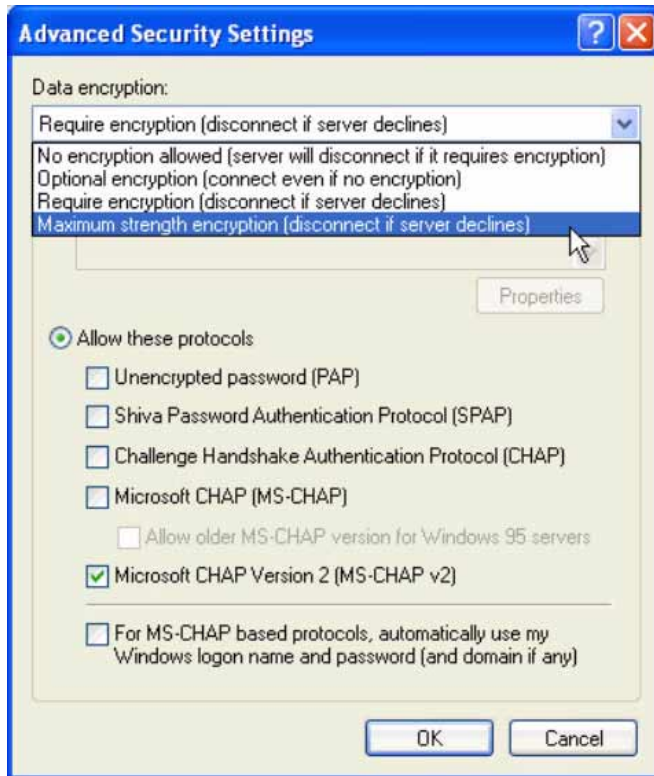 Advanced Security Settings
Data encryption:
Require encryption (disconnect if server declines)
No encryption allowed (server will disconnect if it requires encryption)
Optional encryption (connect even if no encryption)
Require encryption (disconnect if server declines)
Maximum strength encryption (disconnect if server declines)
Properties
Allow these protocols
Unencrypted password (PAP)
Shiva Password Authentication Protocol (SPAP)
Challenge Handshake Authentication Protocol (CHAP)
Microsoft CHAP (MS-CHAP)
Allow older MS-CHAP version for Windows 95 servers
Microsoft CHAP Version 2 (MS-CHAP v2)
For MS-CHAP based protocols, automatically use my
Windows logon name and password (and domain if any)
OK Cancel